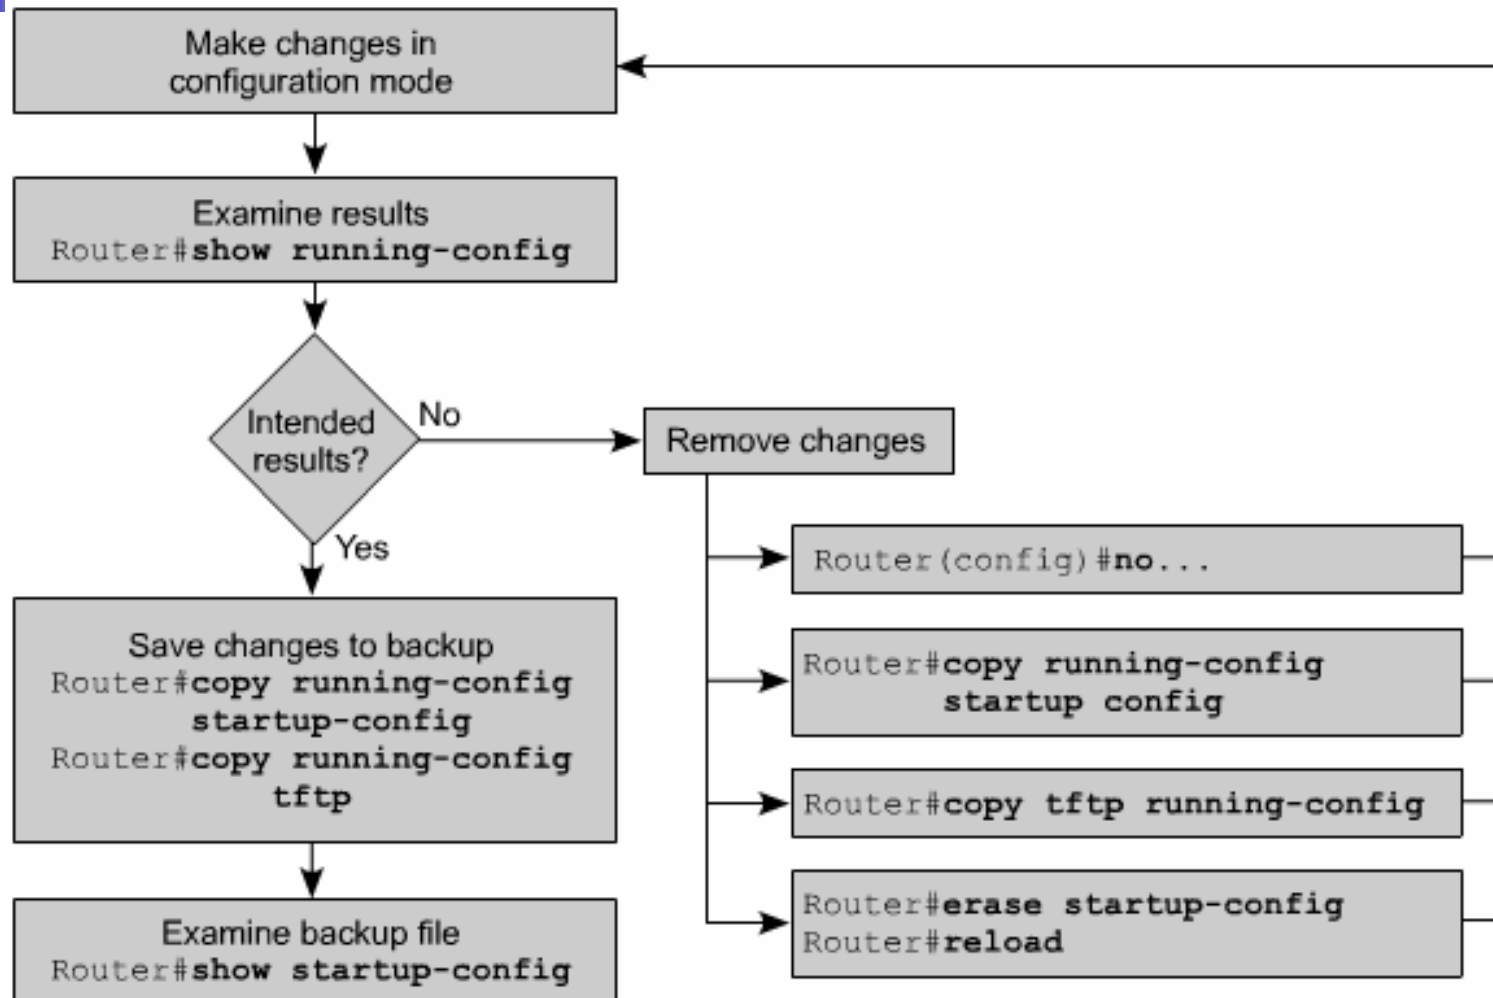 Make changes in
configuration mode
Examine results
Router#show running-config
Intended
results?
No
Yes
Remove changes
Router(config)#no...
Router#copy running-config
startup config
Router#copy tftp running-config
Router#erase startup-config
Router#reload
Save changes to backup
Router#copy running-config
startup-config
Router#copy running-config
tftp
Examine backup file
Router#show startup-config